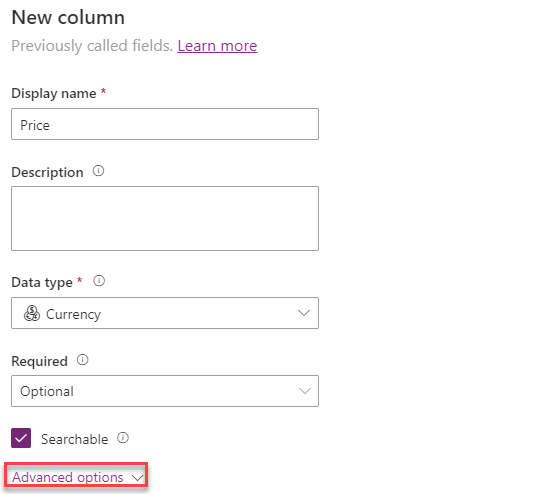 New column
Previously called fields. Learn more
Display name *
Price
Description
Data type *
Currency
Required
Optional
Searchable
Advanced options